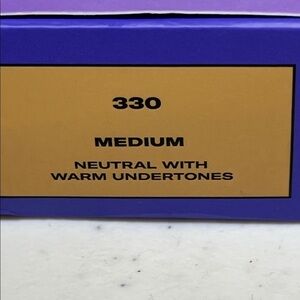 330
MEDIUM
NEUTRAL WITH
WARM UNDERTONES